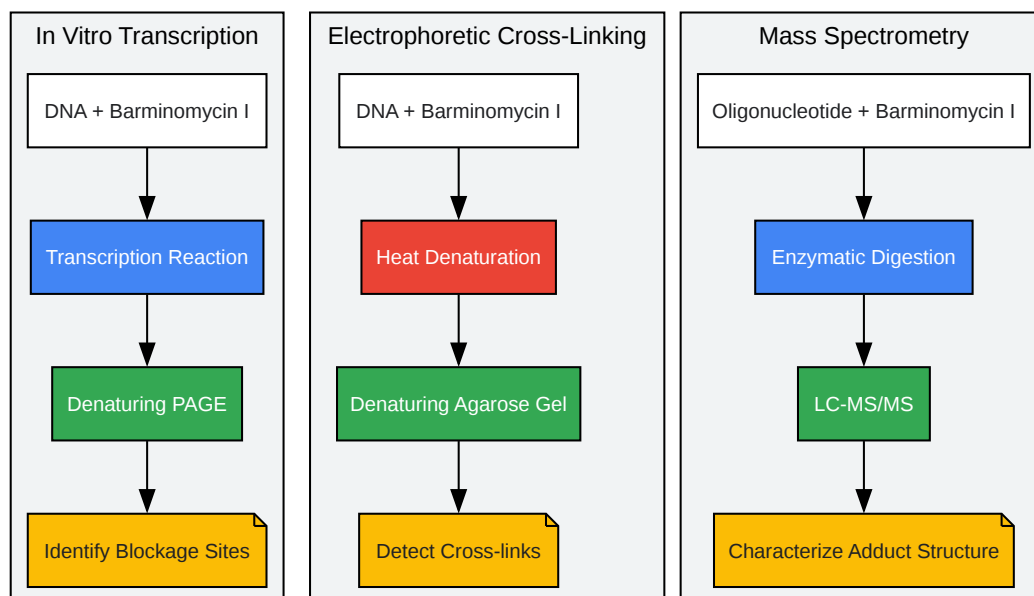 In Vitro Transcription
DNA + Barminomycin I
Transcription Reaction
Denaturing PAGE
Identify Blockage Sites
Electrophoretic Cross-Linking
DNA + Barminomycin I
Heat Denaturation
Denaturing Agarose Gel
Detect Cross-links
Mass Spectrometry
Oligonucleotide + Barminomycin I
Enzymatic Digestion
LC-MS/MS
Characterize Adduct Structure